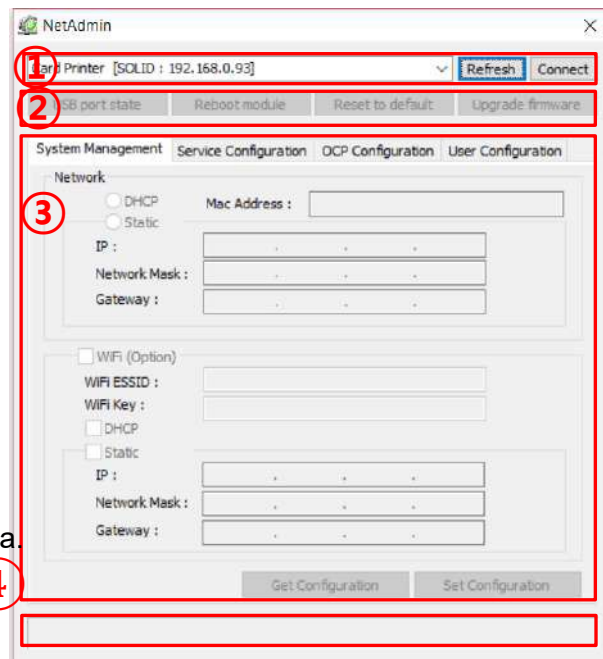 NetAdmin
①
Card Printer [SOLID : 192.168.0.93] Refresh Connect
②
USB port state Reboot module Reset to default Upgrade firmware
System Management Service Configuration OCP Configuration User Configuration
Network
③
DHCP Mac Address :
Static
IP : . . .
Network Mask : . . .
Gateway : . . .
WiFi (Option)
WiFi ESSID :
WiFi Key :
DHCP
Static
IP : . . .
Network Mask : . . .
a.
Gateway : . . .
4
Get Configuration Set Configuration